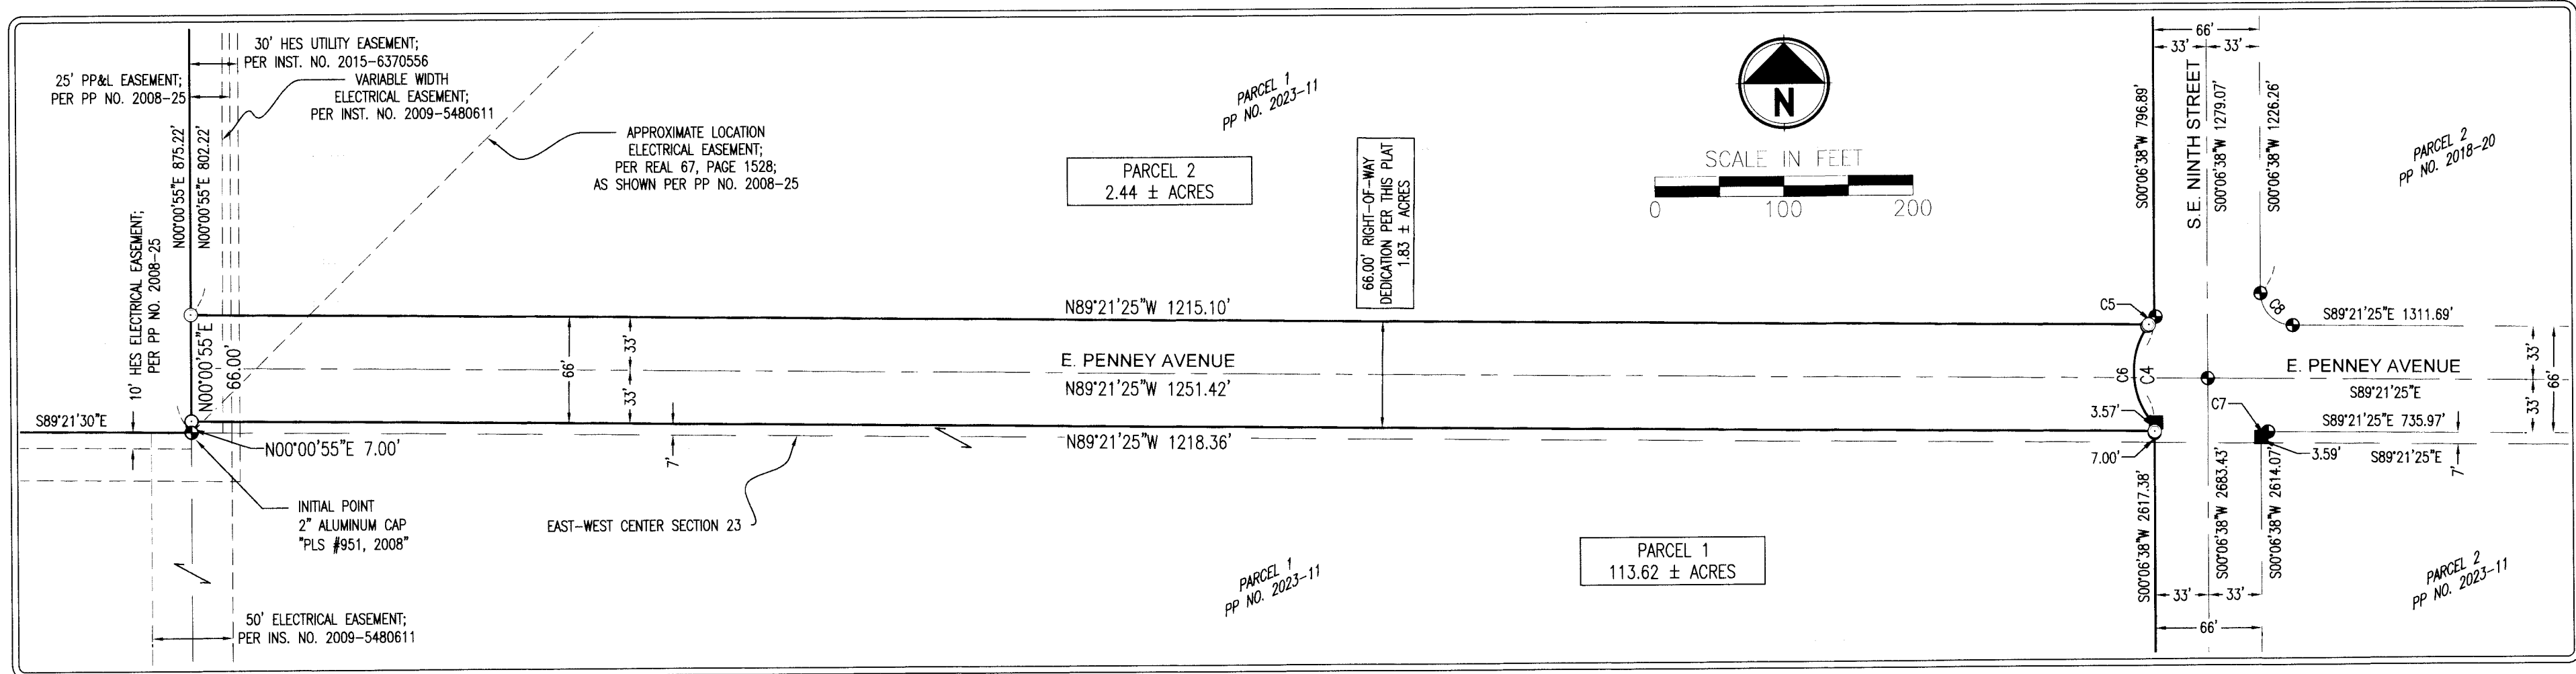 30' HES UTILITY EASEMENT;
PER INST. NO. 2015-6370556
25' PP&L EASEMENT;
PER PP NO. 2008-25
VARIABLE WIDTH
ELECTRICAL EASEMENT;
PER INST. NO. 2009-5480611
N00°00'55"E 875.22'
N00°00'55"E 802.22'
10' HES ELECTRICAL EASEMENT;
PER PP NO. 2008-25
APPROXIMATE LOCATION
ELECTRICAL EASEMENT;
PER REAL 67, PAGE 1528;
AS SHOWN PER PP NO. 2008-25
PARCEL 1
PP NO. 2023-11
PARCEL 2
2.44 ± ACRES
66.00' RIGHT-OF-WAY
DEDICATION PER THIS PLAT
1.83 ± ACRES
N
SCALE IN FEET
0 100 200
66'
33' 33'
S00°06'38"W 796.89'
S.E. NINTH STREET
S00°06'38"W 1279.07'
S00°06'38"W 1226.26'
PARCEL 2
PP NO. 2018-20
N89°21'25"W 1215.10'
C5
C8
S89°21'25"E 1311.69'
N00°00'55"E
66.00'
66'
33'
33'
E. PENNEY AVENUE
N89°21'25"W 1251.42'
C6
C4
E. PENNEY AVENUE
S89°21'25"E
33'
33'
66'
S89°21'30"E
N00°00'55"E 7.00'
7'
N89°21'25"W 1218.36'
3.57'
7.00'
C7
S89°21'25"E 735.97'
3.59'
S89°21'25"E
7'
INITIAL POINT
2" ALUMINUM CAP
"PLS #951, 2008"
EAST-WEST CENTER SECTION 23
PARCEL 1
113.62 ± ACRES
PARCEL 1
PP NO. 2023-11
S00°06'38"W 2617.38'
S00°06'38"W 2683.43'
S00°06'38"W 2614.07'
33' 33'
66'
PARCEL 2
PP NO. 2023-11
50' ELECTRICAL EASEMENT;
PER INS. NO. 2009-5480611